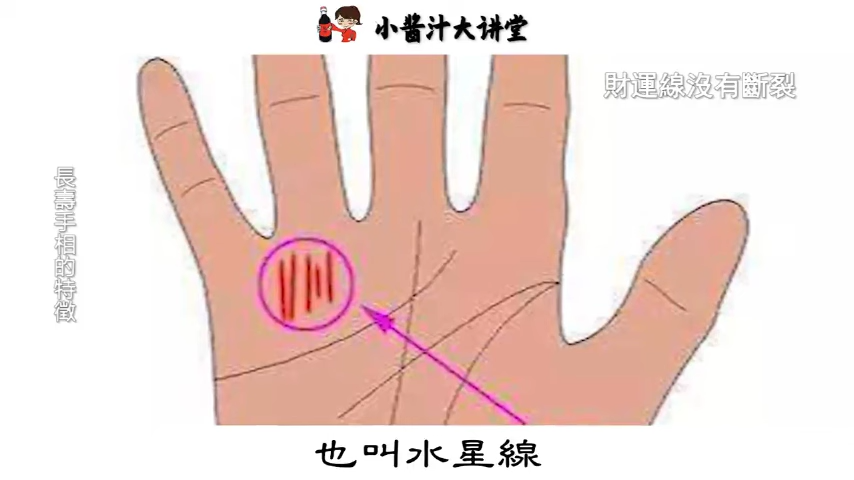 小酱汁大讲堂
財運線沒有斷裂
長壽手相的特徵
也叫水星線